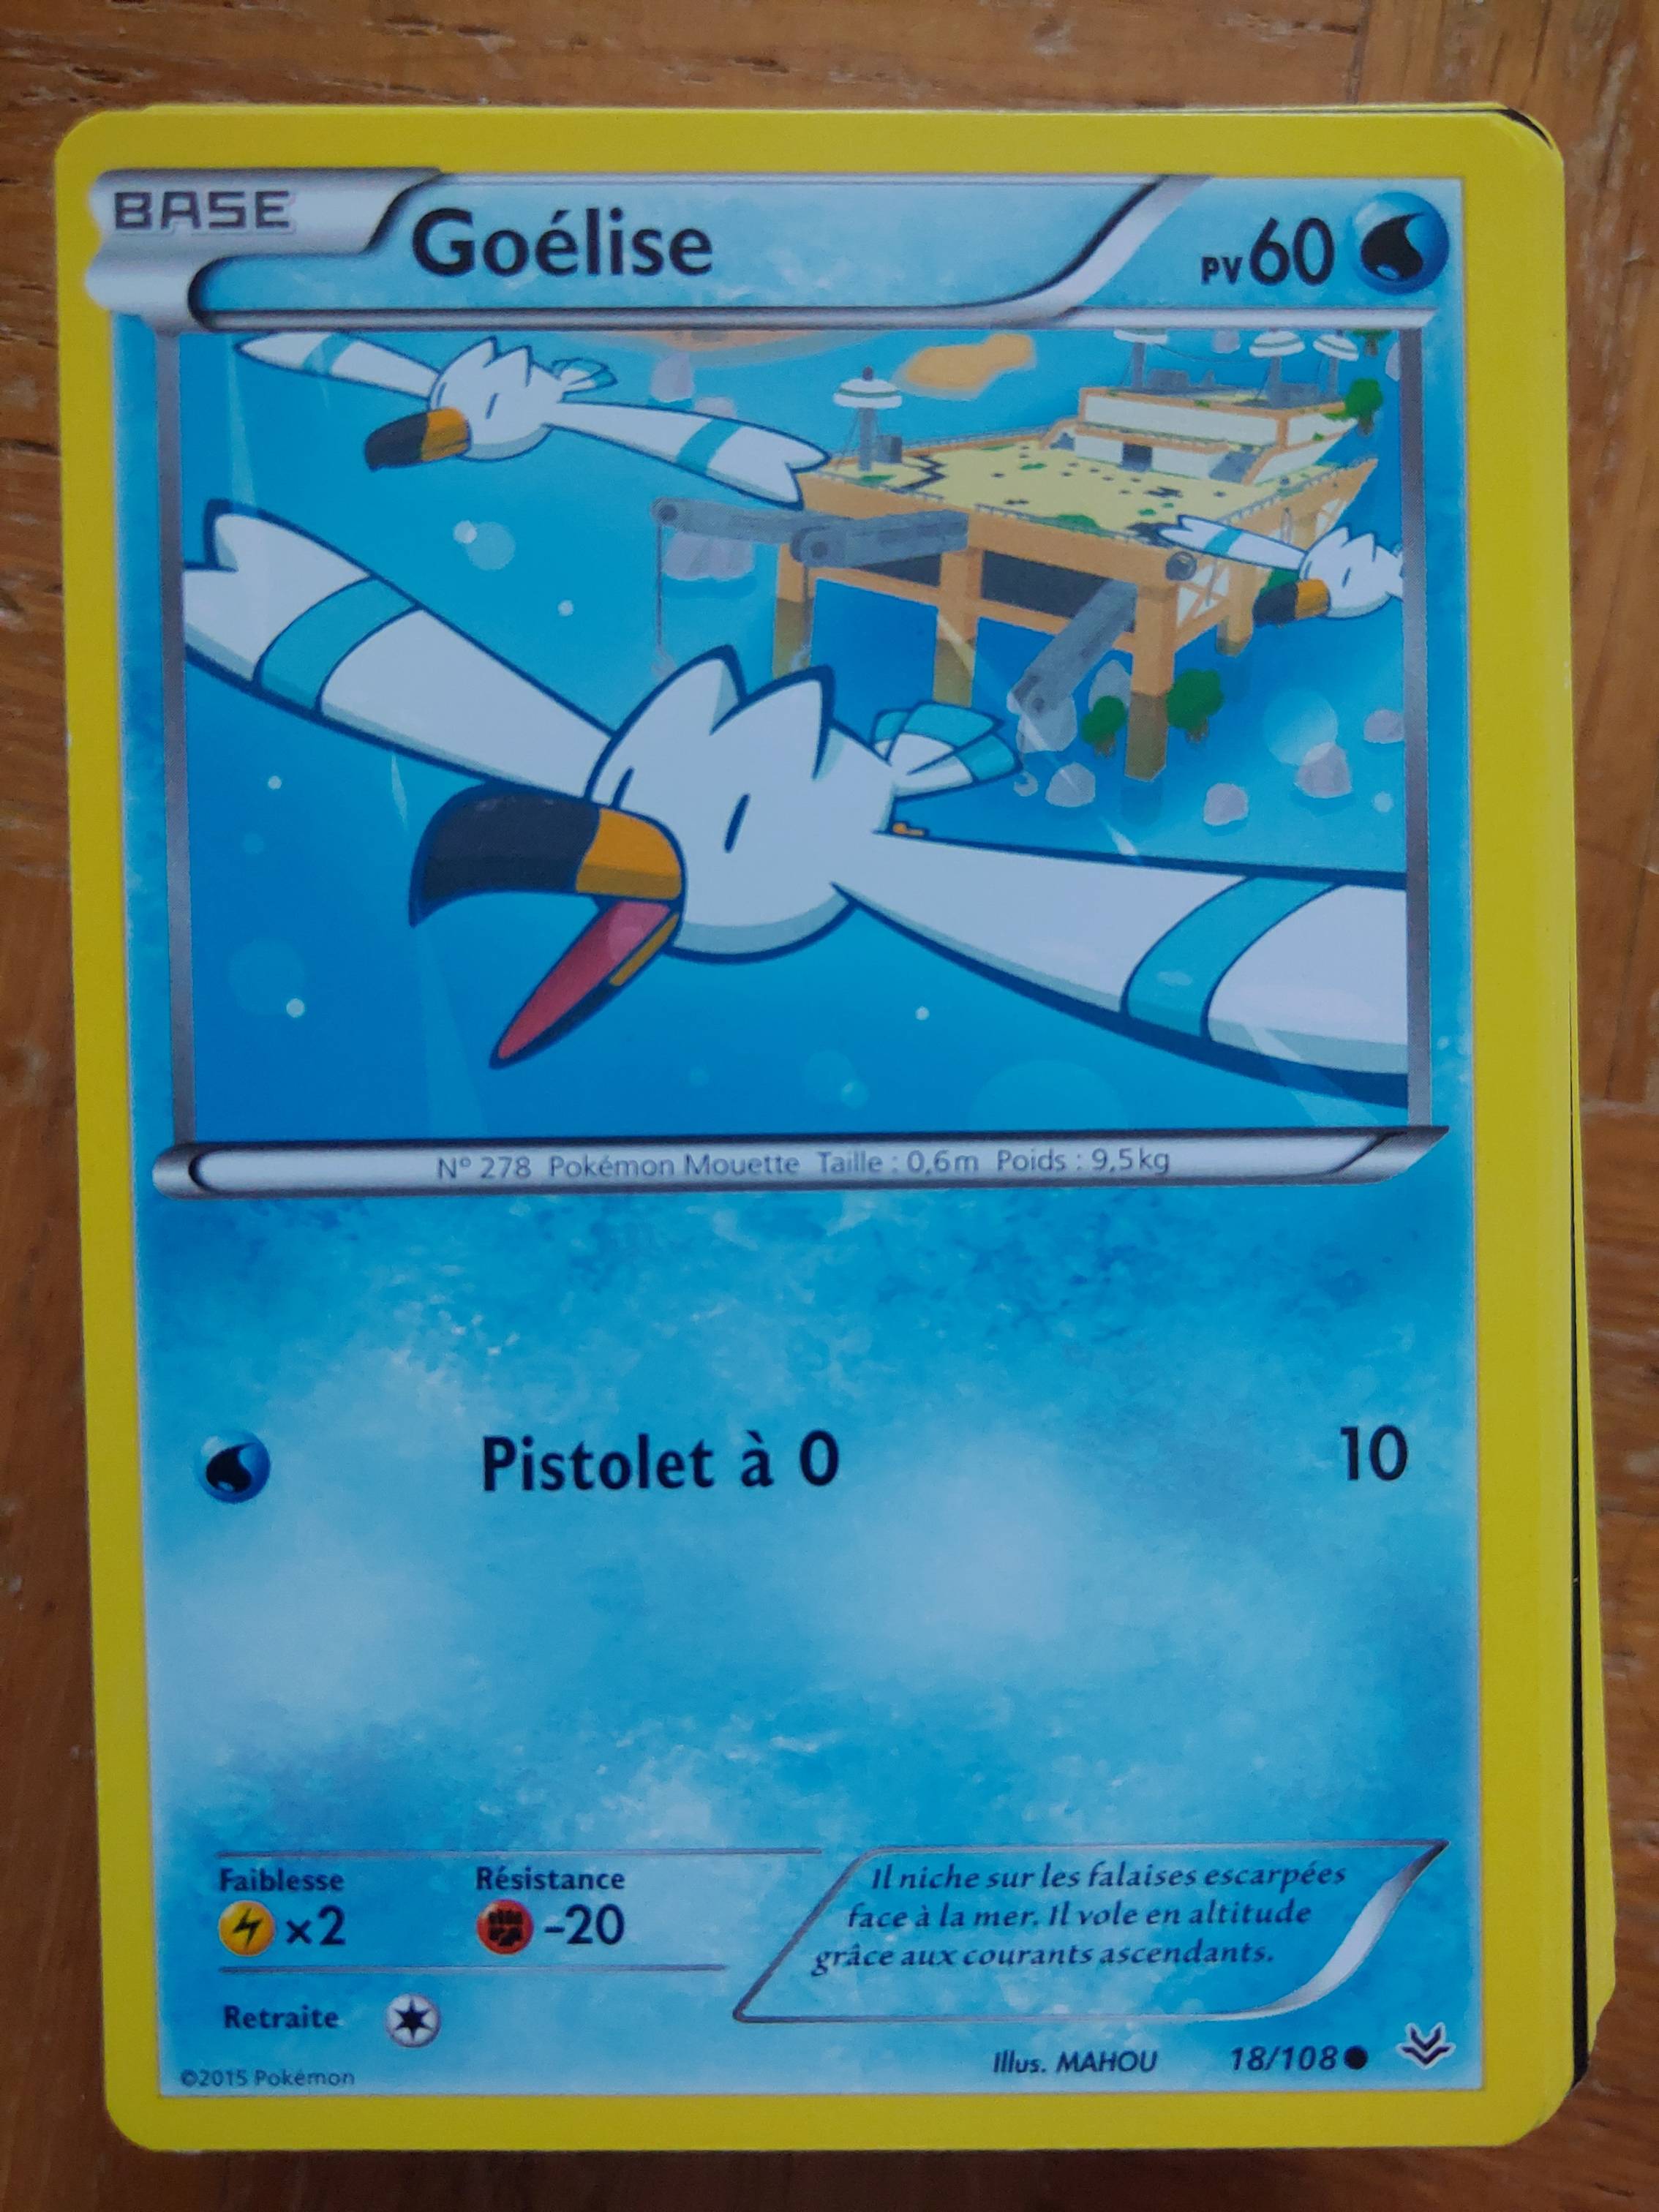 BASE
Goélise
PV60
Nº 278 Pokémon Mouette Taille : 0,6m Poids : 9,5kg
Pistolet à O
10
Faiblesse
×2
Résistance
-20
Il niche sur les falaises escarpées
face à la mer. Il vole en altitude
grâce aux courants ascendants.
Retraite
Illus. MAHOU
18/108
©2015 Pokémon